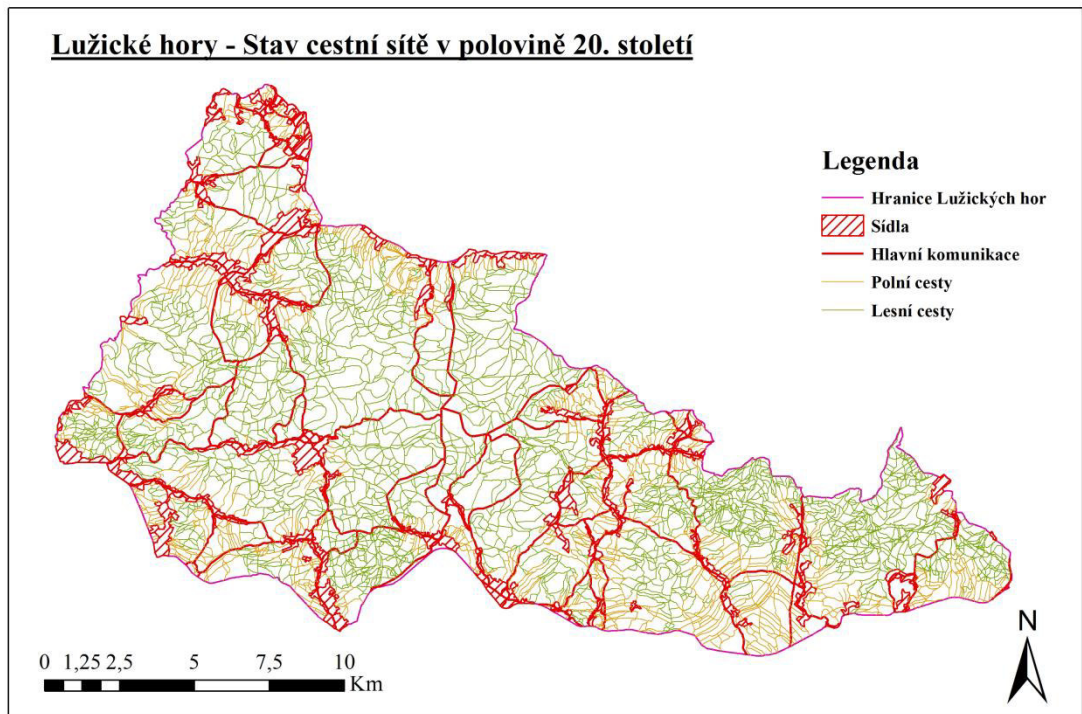 Lužické hory - Stav cestní sítě v polovině 20. století
Legenda
Hranice Lužických hor
Sídla
Hlavní komunikace
Polní cesty
Lesní cesty
0 1,25 2,5 5 7,5 10
Km
N